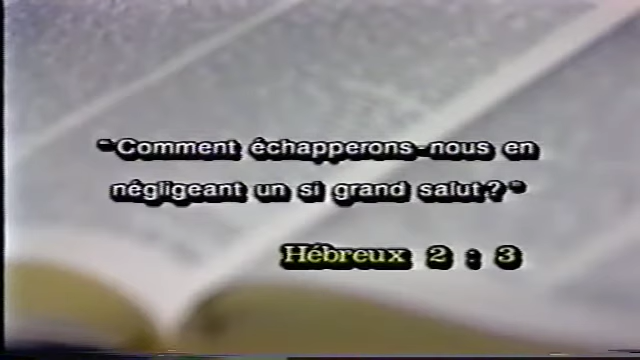 "Comment échapperons-nous en
négligeant un si grand salut?"
Hébreux 2 : 3